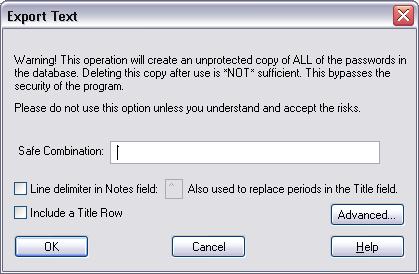 Export Text
Warning! This operation will create an unprotected copy of ALL of the passwords in
the database. Deleting this copy after use is *NOT* sufficient. This bypasses the
security of the program.
Please do not use this option unless you understand and accept the risks.
Safe Combination:
Line delimiter in Notes field: ^ Also used to replace periods in the Title field.
Include a Title Row
Advanced...
OK Cancel Help